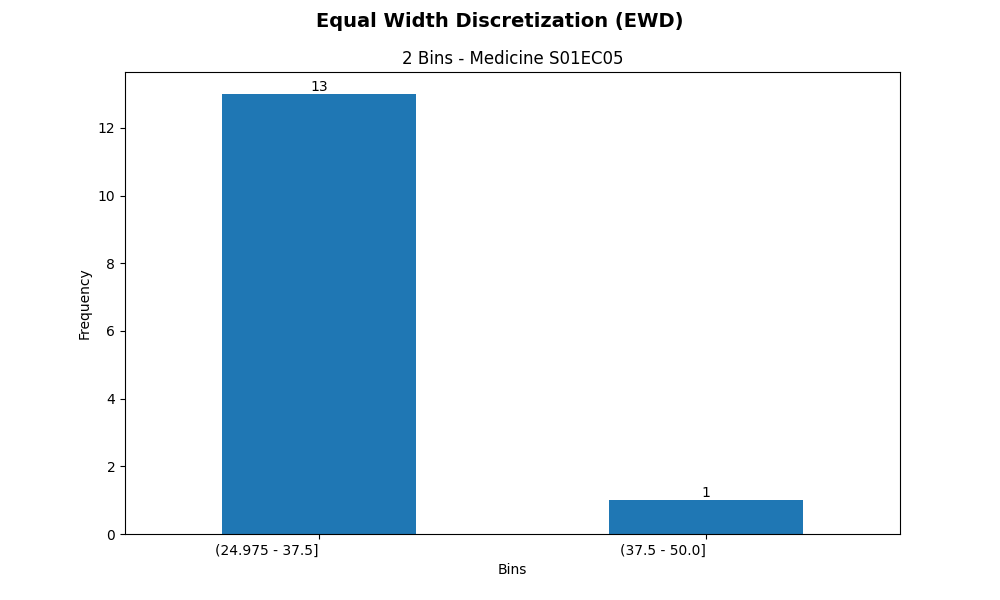 Equal Width Discretization (EWD)
2 Bins - Medicine S01EC05
13
12
10
8
6
4
2
0
Frequency
1
(24.975 - 37.5]
(37.5 - 50.0]
Bins